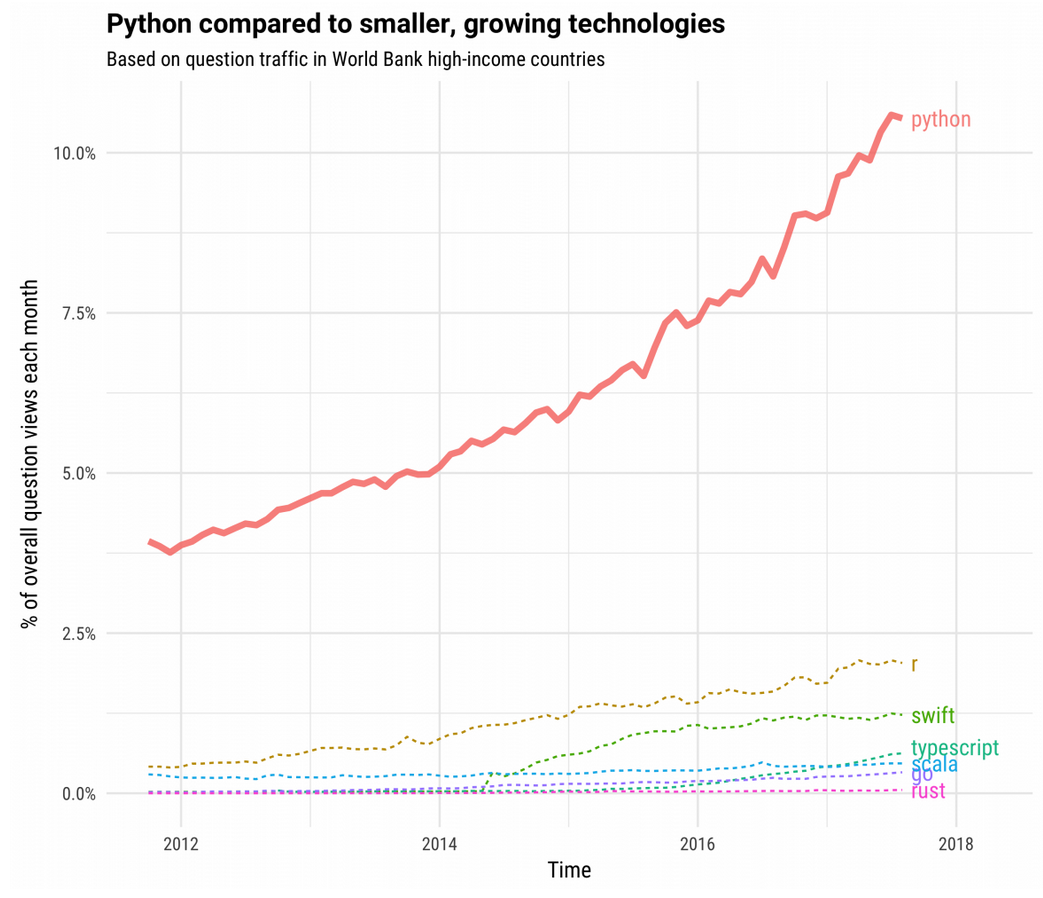 Python compared to smaller, growing technologies
Based on question traffic in World Bank high-income countries
% of overall question views each month
10.0%
7.5%
5.0%
2.5%
0.0%
python
r
swift
typescript
scala
go
rust
2012
2014
2016
2018
Time